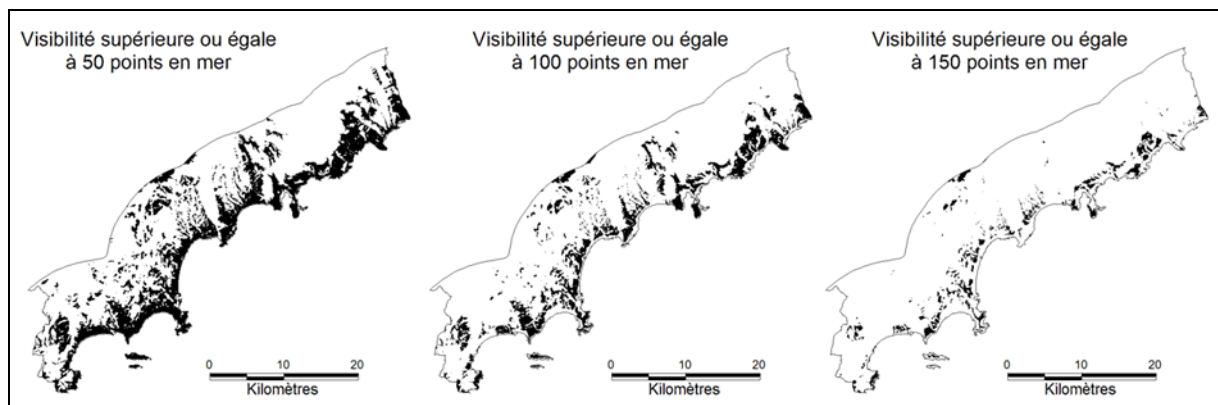 Visibilité supérieure ou égale
à 50 points en mer
0 10 20
Kilomètres
Visibilité supérieure ou égale
à 100 points en mer
0 10 20
Kilomètres
Visibilité supérieure ou égale
à 150 points en mer
0 10 20
Kilomètres